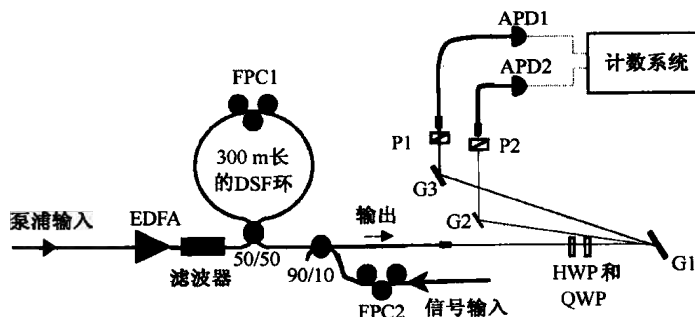 APD1
APD2
计数系统
FPC1
300 m长
的DSF环
P1
P2
G3
G2
G1
泵浦输入
EDFA
滤波器
50/50
输出
90/10
FPC2
信号输入
HWP和
QWP